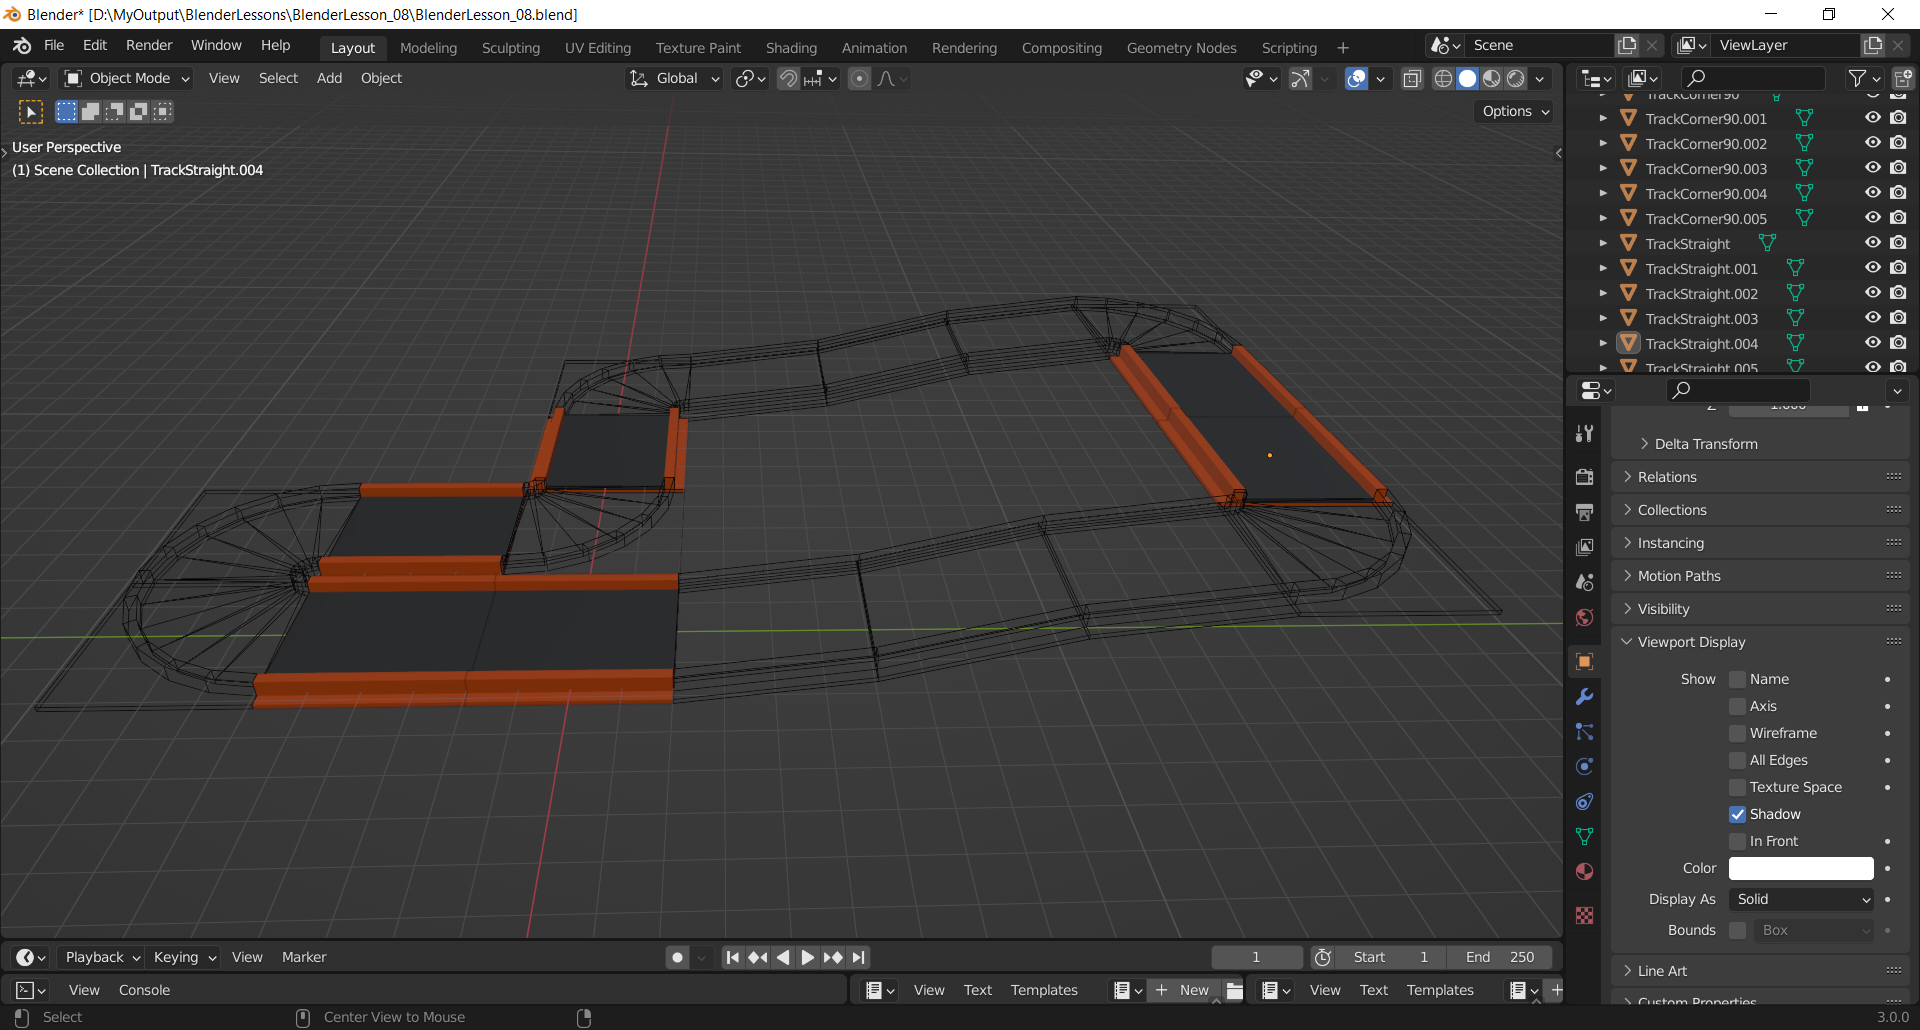 Blender* [D:\MyOutput\BlenderLessons\BlenderLesson_08\BlenderLesson_08.blend]
File Edit Render Window Help Layout Modeling Sculpting UV Editing Texture Paint Shading Animation Rendering Compositing Geometry Nodes Scripting + Scene ViewLayer
Object Mode View Select Add Object Global
Options
User Perspective
(1) Scene Collection | TrackStraight.004
TrackCorner90
TrackCorner90.001
TrackCorner90.002
TrackCorner90.003
TrackCorner90.004
TrackCorner90.005
TrackStraight
TrackStraight.001
TrackStraight.002
TrackStraight.003
TrackStraight.004
TrackStraight.005
Z 1.000
Delta Transform
Relations
Collections
Instancing
Motion Paths
Visibility
Viewport Display
Show Name
Axis
Wireframe
All Edges
Texture Space
Shadow
In Front
Color
Display As Solid
Bounds Box
Line Art
Custom Properties
Playback Keying View Marker 1 Start 1 End 250
View Console View Text Templates + New View Text Templates +
Select Center View to Mouse 3.0.0